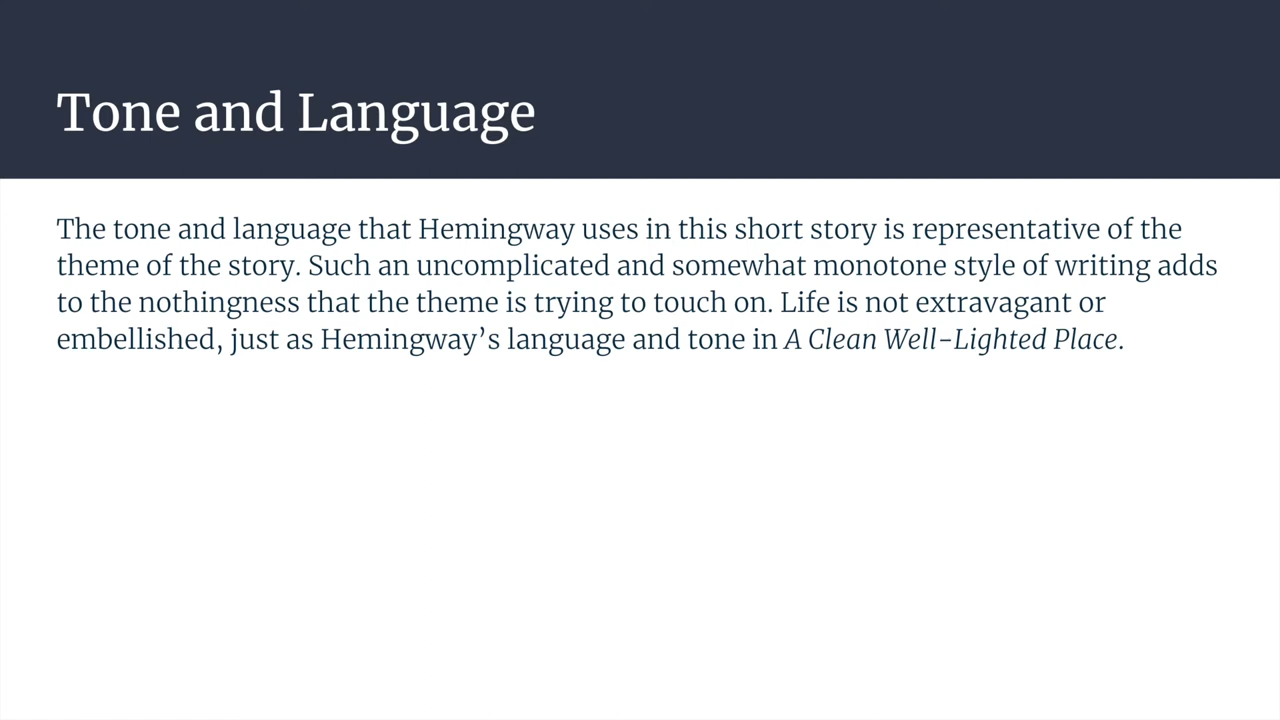 Tone and Language
The tone and language that Hemingway uses in this short story is representative of the
theme of the story. Such an uncomplicated and somewhat monotone style of writing adds
to the nothingness that the theme is trying to touch on. Life is not extravagant or
embellished, just as Hemingway’s language and tone in A Clean Well-Lighted Place.